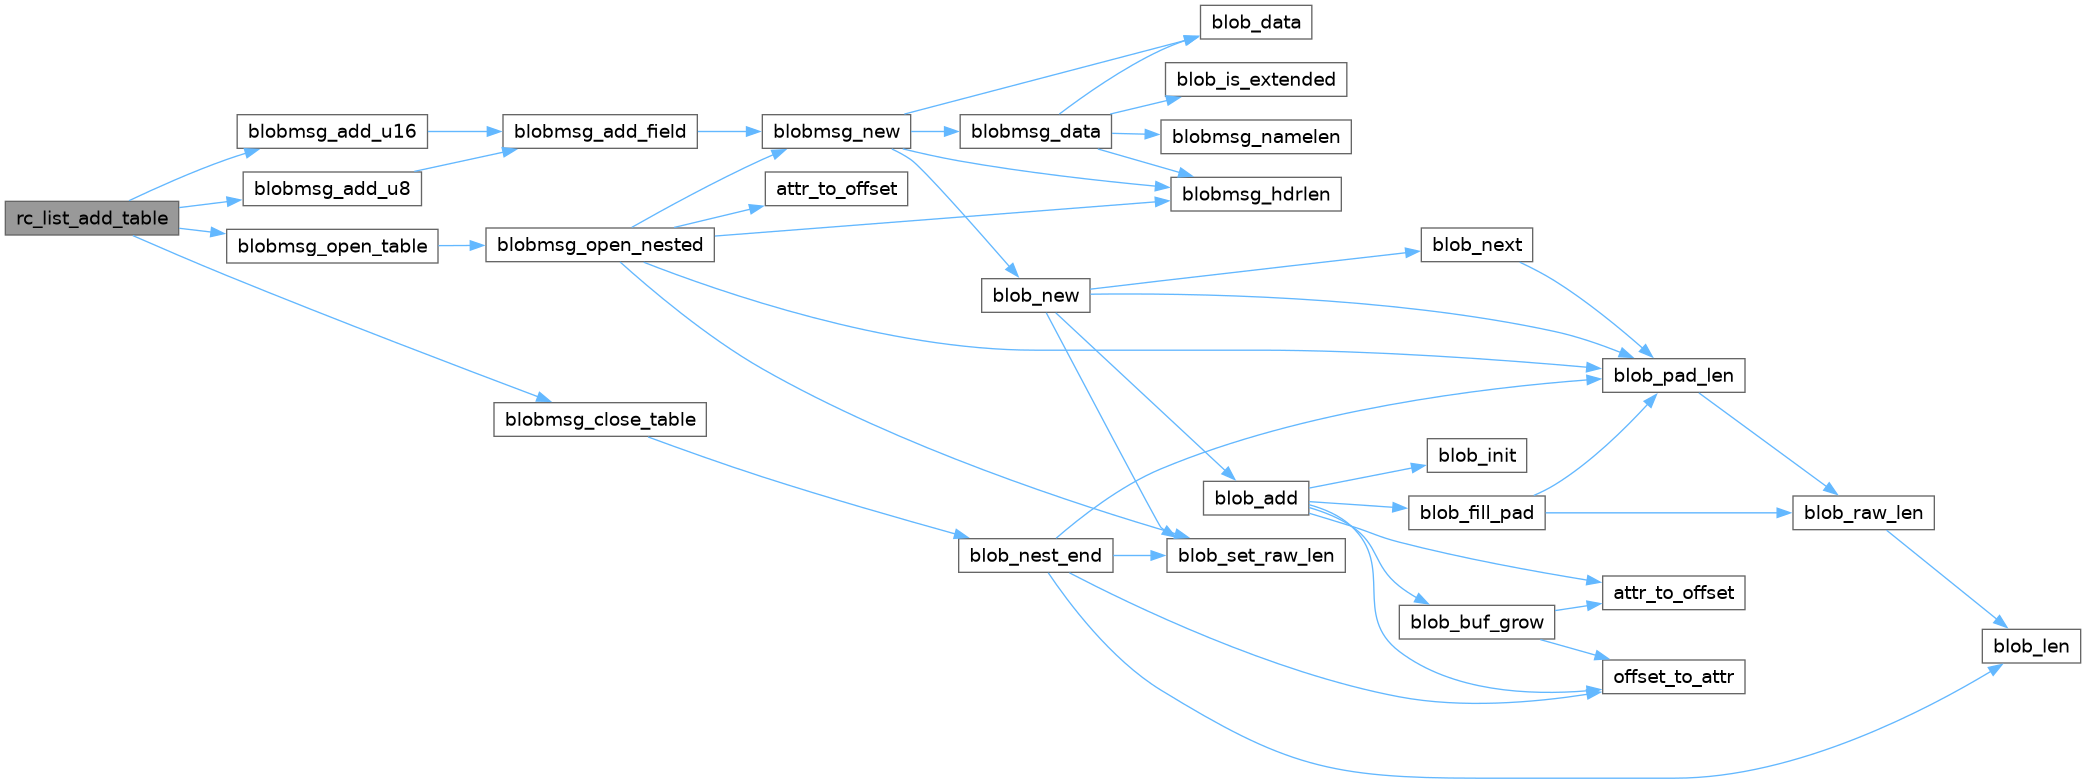 blob_data
blob_is_extended
blobmsg_add_u16
blobmsg_add_field
blobmsg_new
blobmsg_data
blobmsg_namelen
blobmsg_add_u8
attr_to_offset
blobmsg_hdrlen
rc_list_add_table
blobmsg_open_table
blobmsg_open_nested
blob_next
blob_new
blob_pad_len
blobmsg_close_table
blob_init
blob_add
blob_fill_pad
blob_raw_len
blob_nest_end
blob_set_raw_len
attr_to_offset
blob_buf_grow
blob_len
offset_to_attr